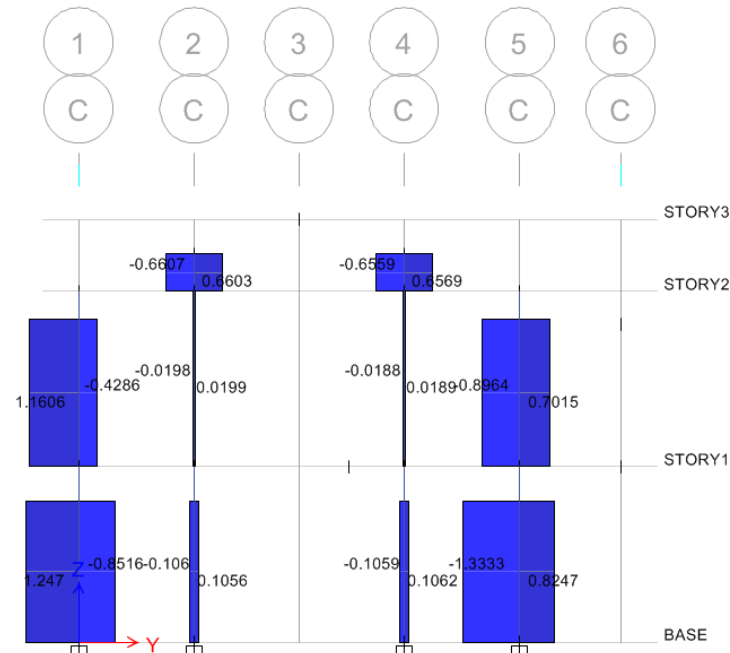 1 2 3 4 5 6
C C C C C C
STORY3
-0.6607 -0.6559
0.6603 0.6569
STORY2
-0.0198 -0.0188
-0.4286 0.0199 0.0189 -0.8964
1.1606 0.7015
STORY1
-0.8516 -0.106 -0.1059 -1.3333
Z
1.247 0.1056 0.1062 0.8247
BASE
Y